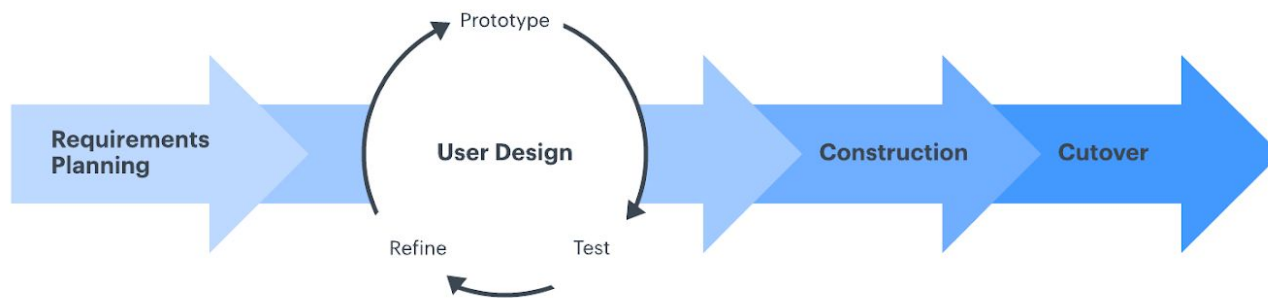 Prototype
Requirements
Planning
User Design
Construction
Cutover
Refine
Test